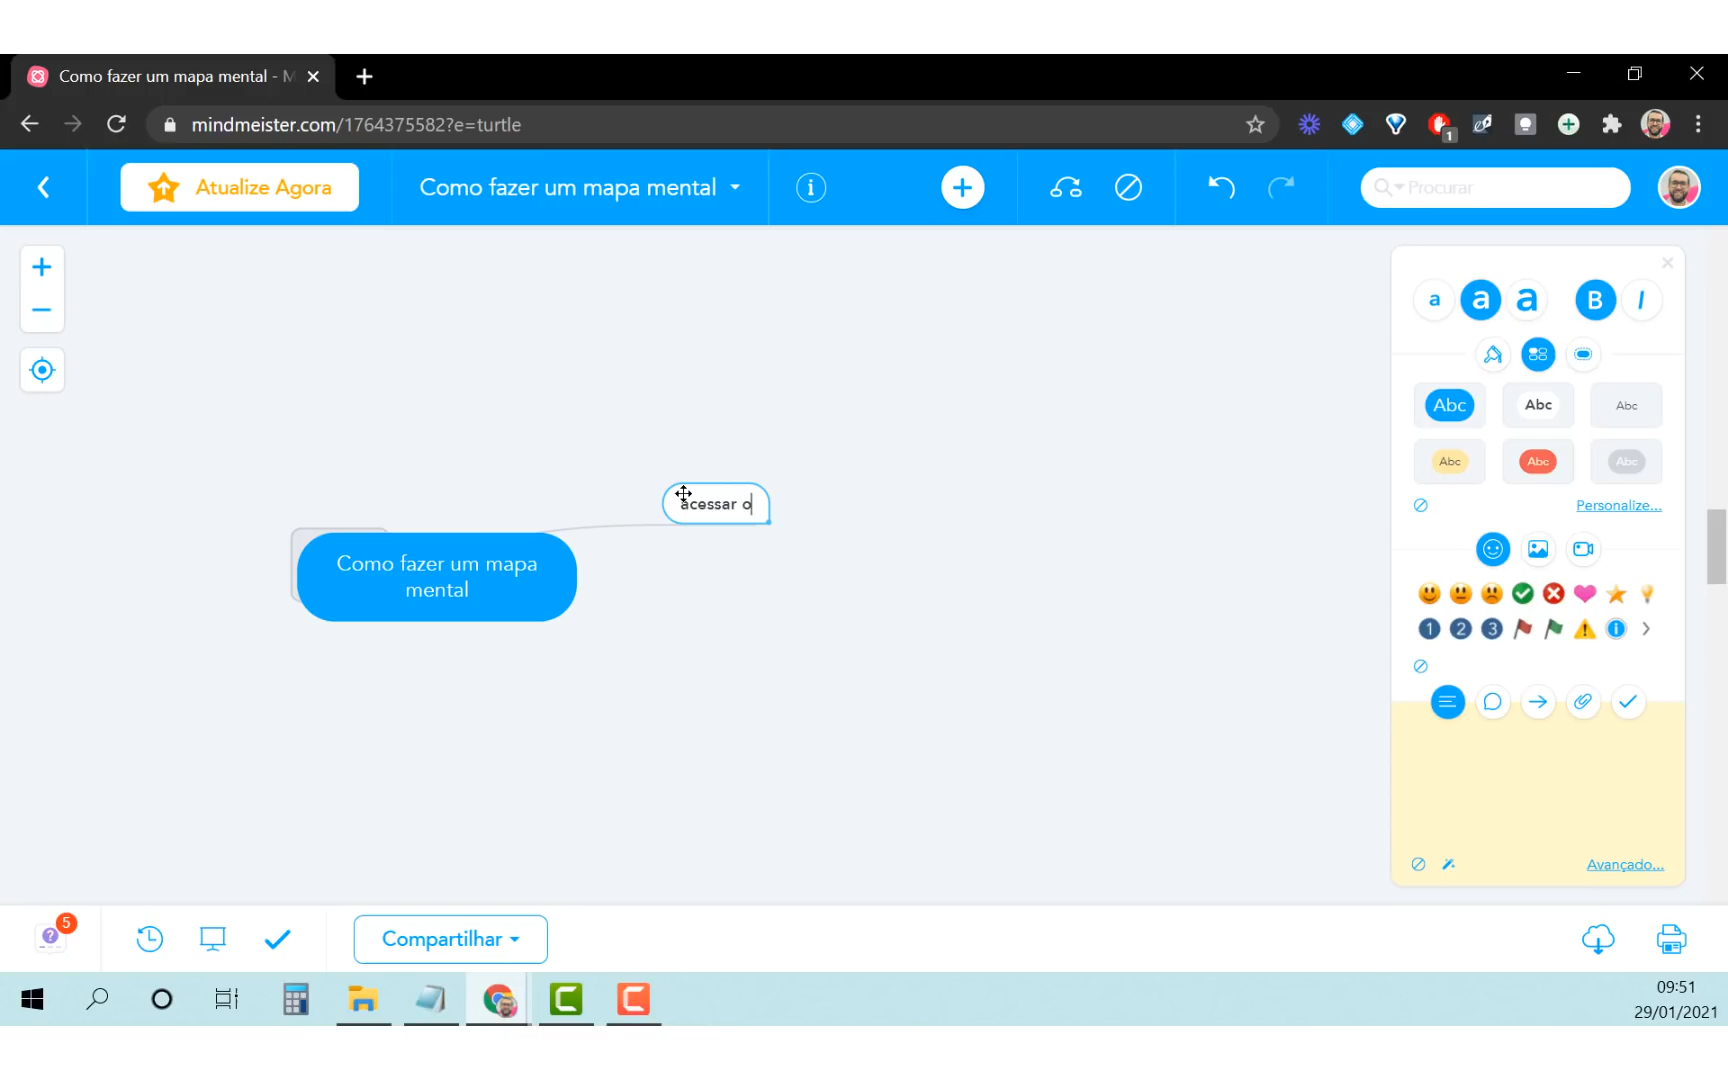 Como fazer um mapa mental - M
mindmeister.com/1764375582?e=turtle
1
Atualize Agora
Como fazer um mapa mental
Procurar
a a a B I
Abc Abc Abc
Abc Abc Abc
Personalize...
acessar o
Como fazer um mapa
mental
1 2 3
Avançado...
5
Compartilhar
09:51
29/01/2021